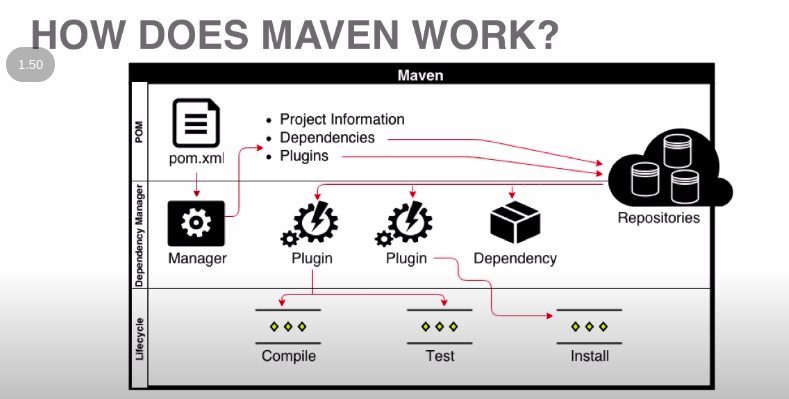 HOW DOES MAVEN WORK?
1.50
Maven
POM
pom.xml
• Project Information
• Dependencies
• Plugins
Repositories
Dependency Manager
Manager
Plugin
Plugin
Dependency
Lifecycle
Compile
Test
Install